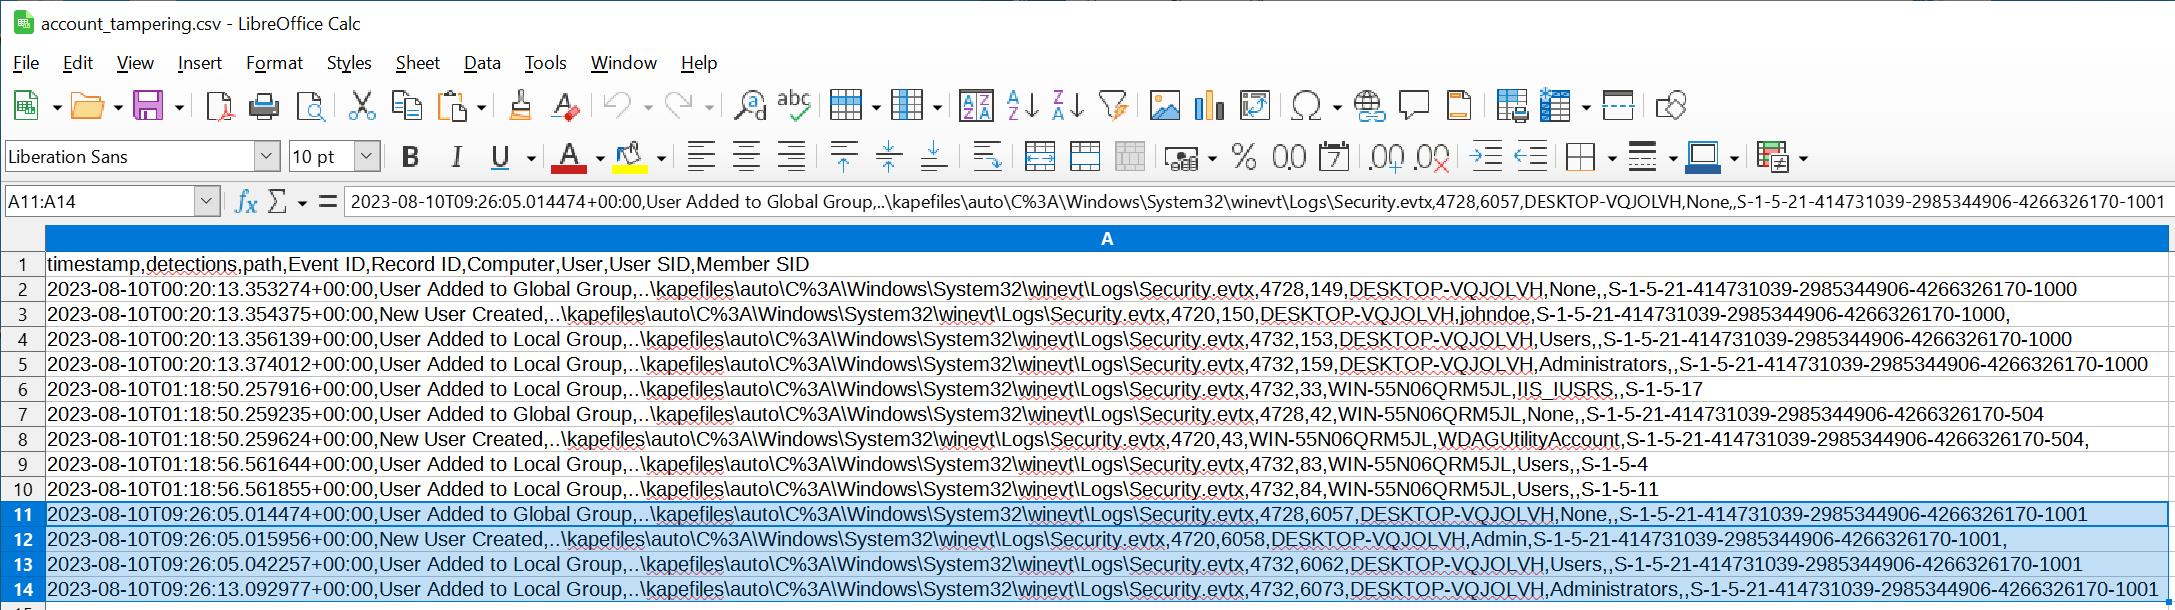 account_tampering.csv - LibreOffice Calc
File Edit View Insert Format Styles Sheet Data Tools Window Help
Liberation Sans 10 pt
A11:A14 2023-08-10T09:26:05.014474+00:00,User Added to Global Group,..\kapefiles\auto\C%3A\Windows\System32\winevt\Logs\Security.evtx,4728,6057,DESKTOP-VQJOLVH,None,,S-1-5-21-414731039-2985344906-4266326170-1001
A
1 timestamp,detections,path,Event ID,Record ID,Computer,User,User SID,Member SID
2 2023-08-10T00:20:13.353274+00:00,User Added to Global Group,..\kapefiles\auto\C%3A\Windows\System32\winevt\Logs\Security.evtx,4728,149,DESKTOP-VQJOLVH,None,,S-1-5-21-414731039-2985344906-4266326170-1000
3 2023-08-10T00:20:13.354375+00:00,New User Created,..\kapefiles\auto\C%3A\Windows\System32\winevt\Logs\Security.evtx,4720,150,DESKTOP-VQJOLVH,johndoe,S-1-5-21-414731039-2985344906-4266326170-1000,
4 2023-08-10T00:20:13.356139+00:00,User Added to Local Group,..\kapefiles\auto\C%3A\Windows\System32\winevt\Logs\Security.evtx,4732,153,DESKTOP-VQJOLVH,Users,,S-1-5-21-414731039-2985344906-4266326170-1000
5 2023-08-10T00:20:13.374012+00:00,User Added to Local Group,..\kapefiles\auto\C%3A\Windows\System32\winevt\Logs\Security.evtx,4732,159,DESKTOP-VQJOLVH,Administrators,,S-1-5-21-414731039-2985344906-4266326170-1000
6 2023-08-10T01:18:50.257916+00:00,User Added to Local Group,..\kapefiles\auto\C%3A\Windows\System32\winevt\Logs\Security.evtx,4732,33,WIN-55N06QRM5JL,IIS_IUSRS,,S-1-5-17
7 2023-08-10T01:18:50.259235+00:00,User Added to Global Group,..\kapefiles\auto\C%3A\Windows\System32\winevt\Logs\Security.evtx,4728,42,WIN-55N06QRM5JL,None,,S-1-5-21-414731039-2985344906-4266326170-504
8 2023-08-10T01:18:50.259624+00:00,New User Created,..\kapefiles\auto\C%3A\Windows\System32\winevt\Logs\Security.evtx,4720,43,WIN-55N06QRM5JL,WDAGUtilityAccount,S-1-5-21-414731039-2985344906-4266326170-504,
9 2023-08-10T01:18:56.561644+00:00,User Added to Local Group,..\kapefiles\auto\C%3A\Windows\System32\winevt\Logs\Security.evtx,4732,83,WIN-55N06QRM5JL,Users,,S-1-5-4
10 2023-08-10T01:18:56.561855+00:00,User Added to Local Group,..\kapefiles\auto\C%3A\Windows\System32\winevt\Logs\Security.evtx,4732,84,WIN-55N06QRM5JL,Users,,S-1-5-11
11 2023-08-10T09:26:05.014474+00:00,User Added to Global Group,..\kapefiles\auto\C%3A\Windows\System32\winevt\Logs\Security.evtx,4728,6057,DESKTOP-VQJOLVH,None,,S-1-5-21-414731039-2985344906-4266326170-1001
12 2023-08-10T09:26:05.015956+00:00,New User Created,..\kapefiles\auto\C%3A\Windows\System32\winevt\Logs\Security.evtx,4720,6058,DESKTOP-VQJOLVH,Admin,S-1-5-21-414731039-2985344906-4266326170-1001,
13 2023-08-10T09:26:05.042257+00:00,User Added to Local Group,..\kapefiles\auto\C%3A\Windows\System32\winevt\Logs\Security.evtx,4732,6062,DESKTOP-VQJOLVH,Users,,S-1-5-21-414731039-2985344906-4266326170-1001
14 2023-08-10T09:26:13.092977+00:00,User Added to Local Group,..\kapefiles\auto\C%3A\Windows\System32\winevt\Logs\Security.evtx,4732,6073,DESKTOP-VQJOLVH,Administrators,,S-1-5-21-414731039-2985344906-4266326170-1001